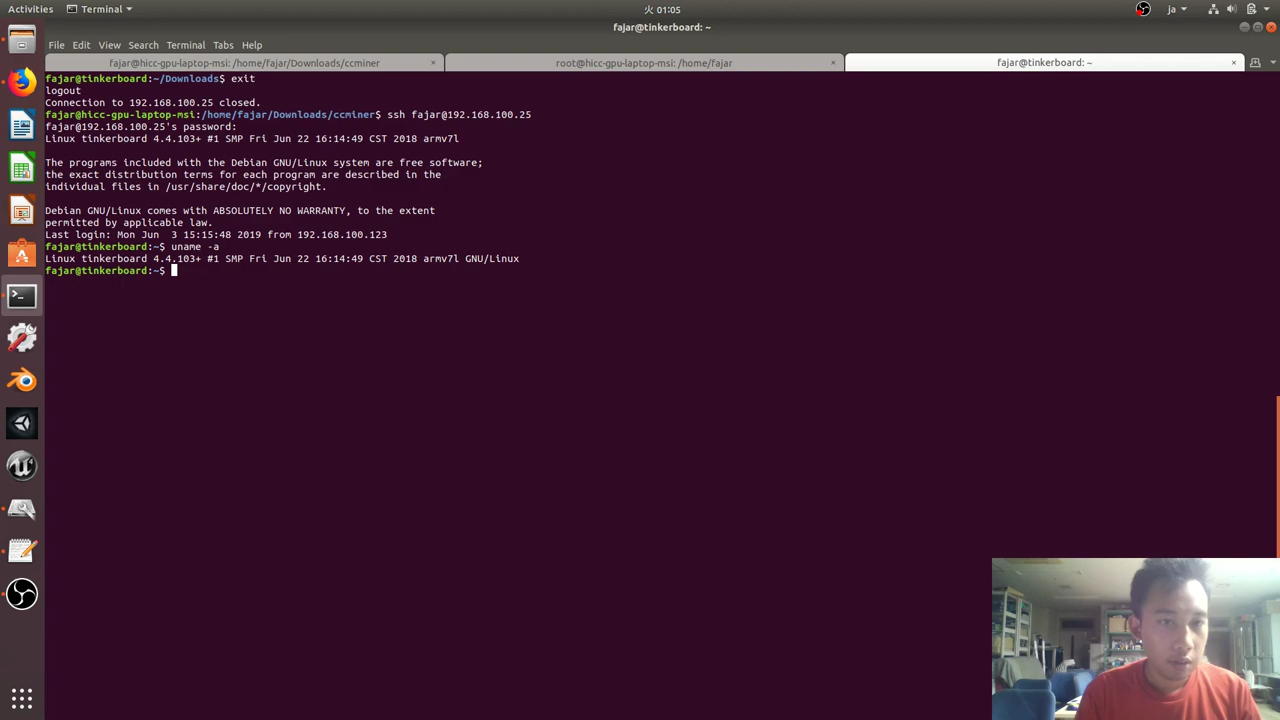 Activities Terminal 火 01:05 ja
fajar@tinkerboard: ~
File Edit View Search Terminal Tabs Help
fajar@hicc-gpu-laptop-msi: /home/fajar/Downloads/ccminer × root@hicc-gpu-laptop-msi: /home/fajar × fajar@tinkerboard: ~ ×
fajar@tinkerboard:~/Downloads$ exit
logout
Connection to 192.168.100.25 closed.
fajar@hicc-gpu-laptop-msi:/home/fajar/Downloads/ccminer$ ssh fajar@192.168.100.25
fajar@192.168.100.25's password:
Linux tinkerboard 4.4.103+ #1 SMP Fri Jun 22 16:14:49 CST 2018 armv7l
The programs included with the Debian GNU/Linux system are free software;
the exact distribution terms for each program are described in the
individual files in /usr/share/doc/*/copyright.
Debian GNU/Linux comes with ABSOLUTELY NO WARRANTY, to the extent
permitted by applicable law.
Last login: Mon Jun  3 15:15:48 2019 from 192.168.100.123
fajar@tinkerboard:~$ uname -a
Linux tinkerboard 4.4.103+ #1 SMP Fri Jun 22 16:14:49 CST 2018 armv7l GNU/Linux
fajar@tinkerboard:~$